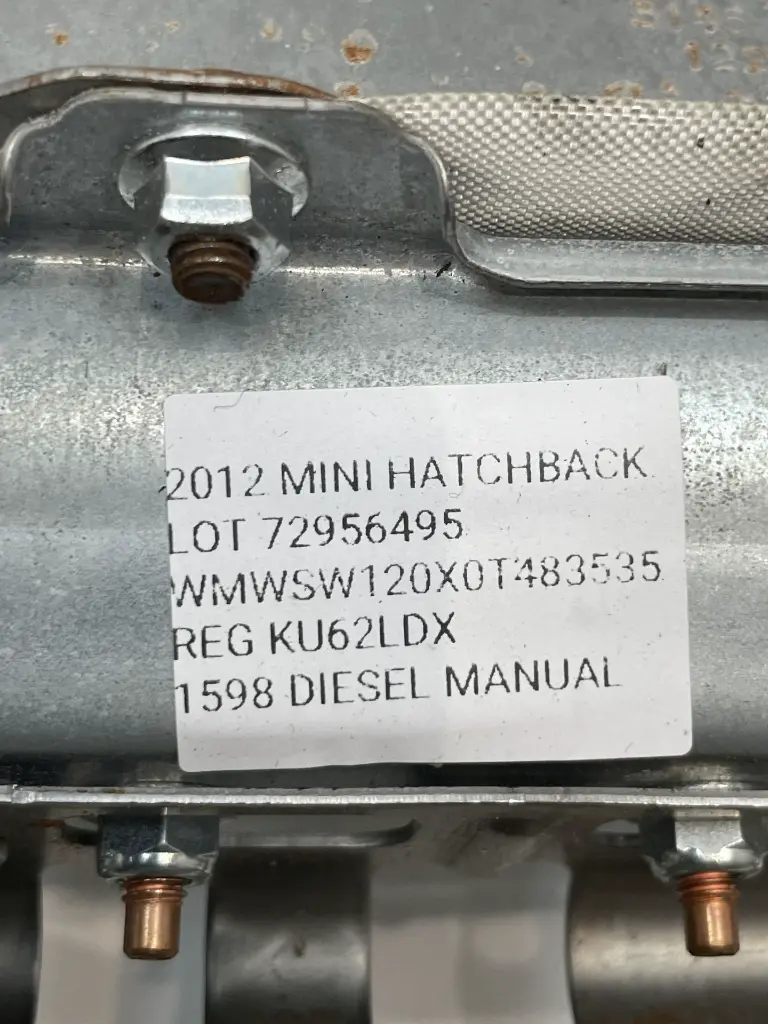 2012 MINI HATCHBACK
LOT 72956495
WMWSW120X0T483535
REG KU62LDX
1598 DIESEL MANUAL